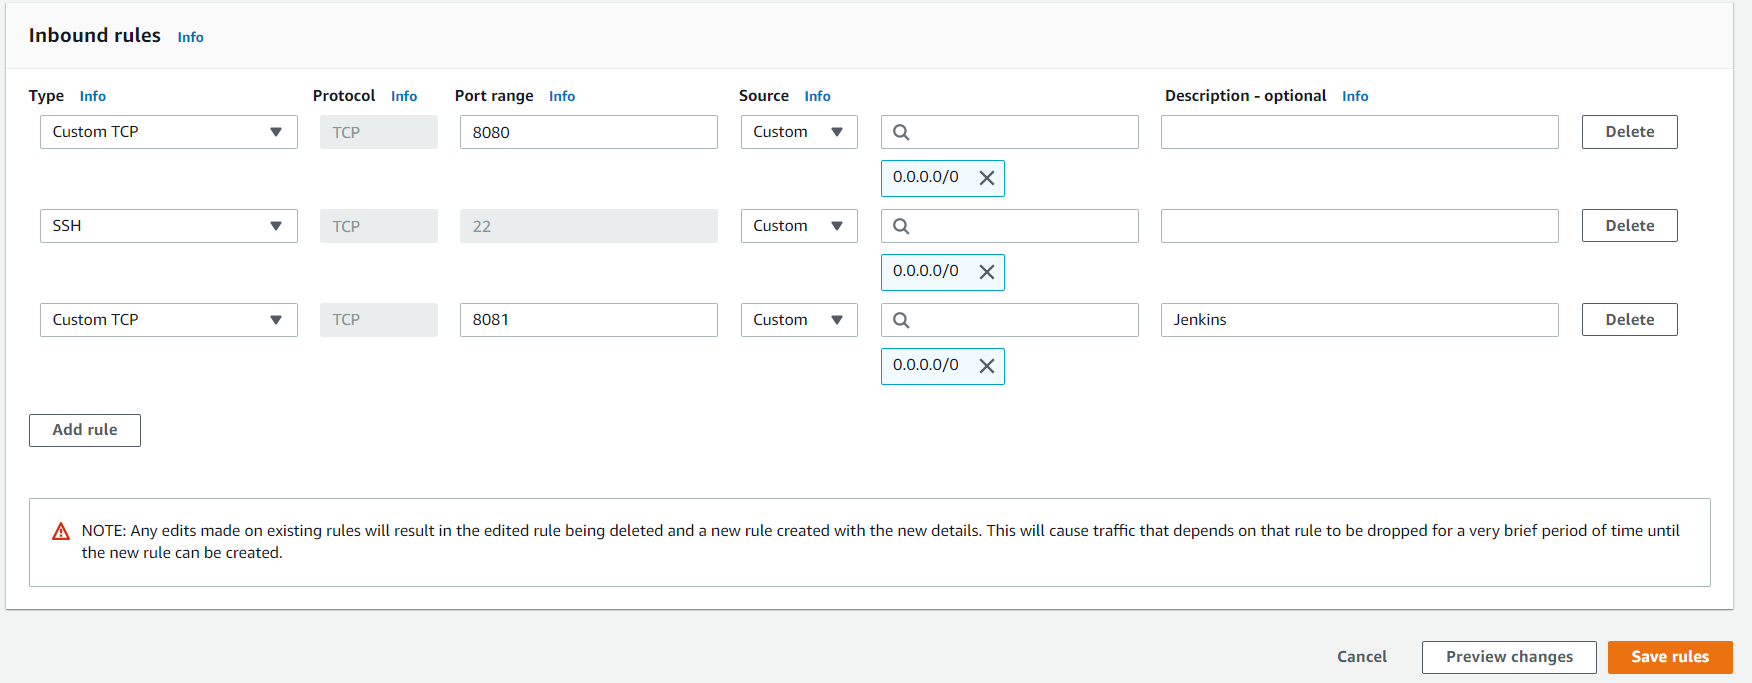 Inbound rules Info
Type Info Protocol Info Port range Info Source Info Description - optional Info
Custom TCP TCP 8080 Custom Delete
0.0.0.0/0
SSH TCP 22 Custom Delete
0.0.0.0/0
Custom TCP TCP 8081 Custom Jenkins Delete
0.0.0.0/0
Add rule
NOTE: Any edits made on existing rules will result in the edited rule being deleted and a new rule created with the new details. This will cause traffic that depends on that rule to be dropped for a very brief period of time until
the new rule can be created.
Cancel Preview changes Save rules